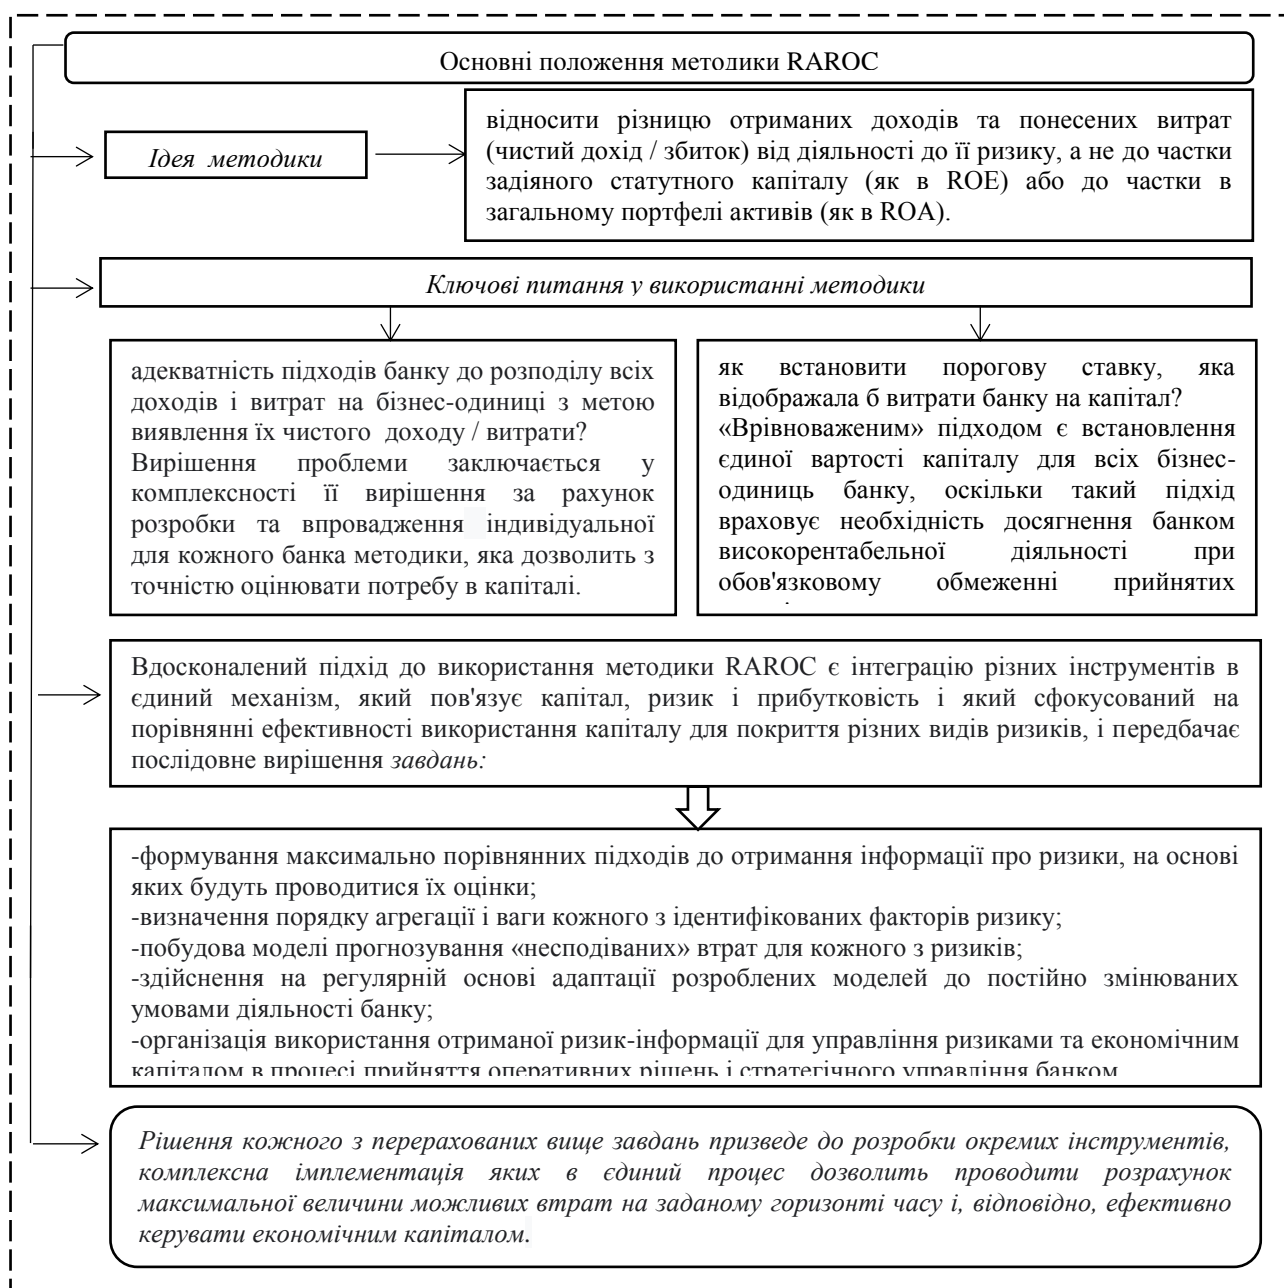 Основні положення методики RAROC
Ідея методики
відносити різницю отриманих доходів та понесених витрат
(чистий дохід / збиток) від діяльності до її ризику, а не до частки
задіяного статутного капіталу (як в ROE) або до частки в
загальному портфелі активів (як в ROA).
Ключові питання у використанні методики
адекватність підходів банку до розподілу всіх
доходів і витрат на бізнес-одиниці з метою
виявлення їх чистого доходу / витрати?
Вирішення проблеми заключається у
комплексності її вирішення за рахунок
розробки та впровадження індивідуальної
для кожного банка методики, яка дозволить з
точністю оцінювати потребу в капіталі.
як встановити порогову ставку, яка
відображала б витрати банку на капітал?
«Врівноваженим» підходом є встановлення
єдиної вартості капіталу для всіх бізнес-
одиниць банку, оскільки такий підхід
враховує необхідність досягнення банком
високорентабельної діяльності при
обов'язковому обмеженні прийнятих
Вдосконалений підхід до використання методики RAROC є інтеграцію різних інструментів в
єдиний механізм, який пов'язує капітал, ризик і прибутковість і який сфокусований на
порівнянні ефективності використання капіталу для покриття різних видів ризиків, і передбачає
послідовне вирішення завдань:
-формування максимально порівнянних підходів до отримання інформації про ризики, на основі
яких будуть проводитися їх оцінки;
-визначення порядку агрегації і ваги кожного з ідентифікованих факторів ризику;
-побудова моделі прогнозування «несподіваних» втрат для кожного з ризиків;
-здійснення на регулярній основі адаптації розроблених моделей до постійно змінюваних
умовами діяльності банку;
-організація використання отриманої ризик-інформації для управління ризиками та економічним
капіталом в процесі прийняття оперативних рішень і стратегічного управління банком
Рішення кожного з перерахованих вище завдань призведе до розробки окремих інструментів,
комплексна імплементація яких в єдиний процес дозволить проводити розрахунок
максимальної величини можливих втрат на заданому горизонті часу і, відповідно, ефективно
керувати економічним капіталом.